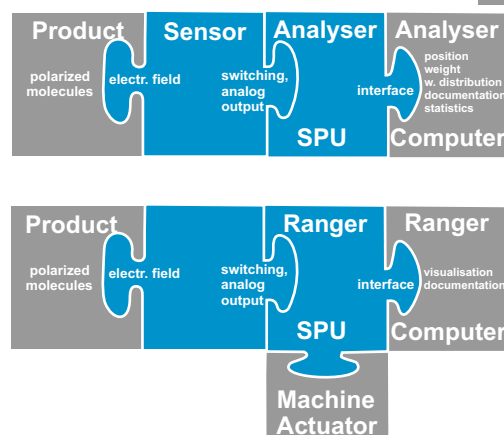 Product
Sensor
Analyser
Analyser
polarized
molecules
electr. field
switching,
analog
output
interface
position
weight
w. distribution
documentation
statistics
SPU
Computer
Product
Ranger
Ranger
polarized
molecules
electr. field
switching,
analog
output
interface
visualisation
documentation
SPU
Computer
Machine
Actuator